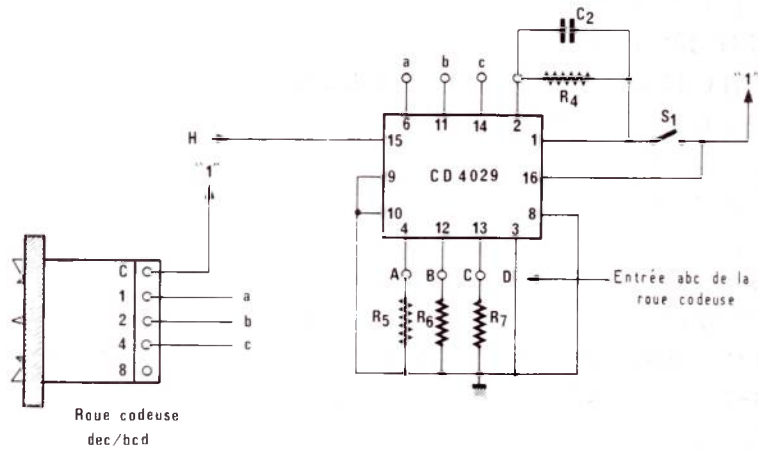 C2
a b c
R4
"1"
6 11 14 2
H
15
1
S1
"1"
9
CD 4029
16
10
8
4 12 13 3
C
A B C D
Entrée abc de la
roue codeuse
1 a
2 b
4 c
8
R5 R6 R7
Roue codeuse
dec/bcd